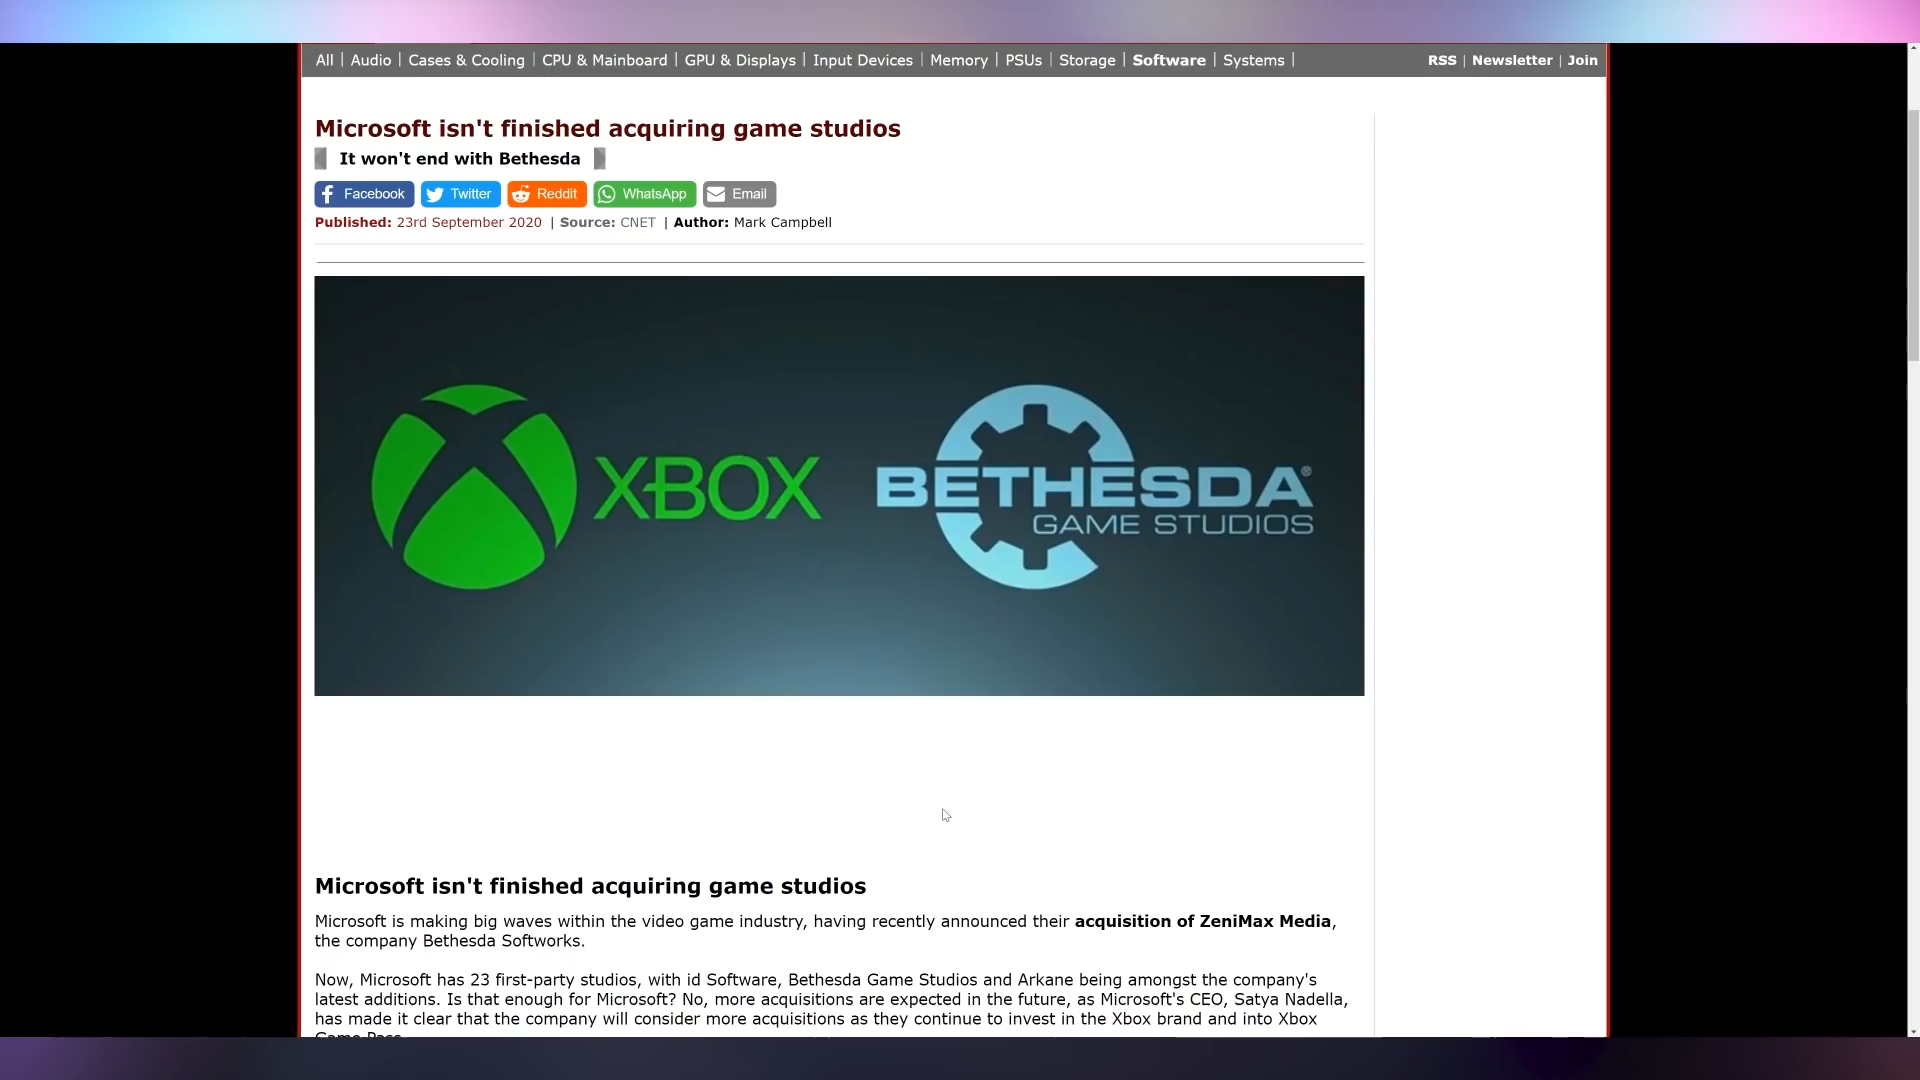 All | Audio | Cases & Cooling | CPU & Mainboard | GPU & Displays | Input Devices | Memory | PSUs | Storage | Software | Systems | RSS | Newsletter | Join
Microsoft isn't finished acquiring game studios
It won't end with Bethesda
Facebook Twitter Reddit WhatsApp Email
Published: 23rd September 2020 | Source: CNET | Author: Mark Campbell
XBOX
BETHESDA®
GAME STUDIOS
Microsoft isn't finished acquiring game studios
Microsoft is making big waves within the video game industry, having recently announced their acquisition of ZeniMax Media,
the company Bethesda Softworks.
Now, Microsoft has 23 first-party studios, with id Software, Bethesda Game Studios and Arkane being amongst the company's
latest additions. Is that enough for Microsoft? No, more acquisitions are expected in the future, as Microsoft's CEO, Satya Nadella,
has made it clear that the company will consider more acquisitions as they continue to invest in the Xbox brand and into Xbox
Game Pass.